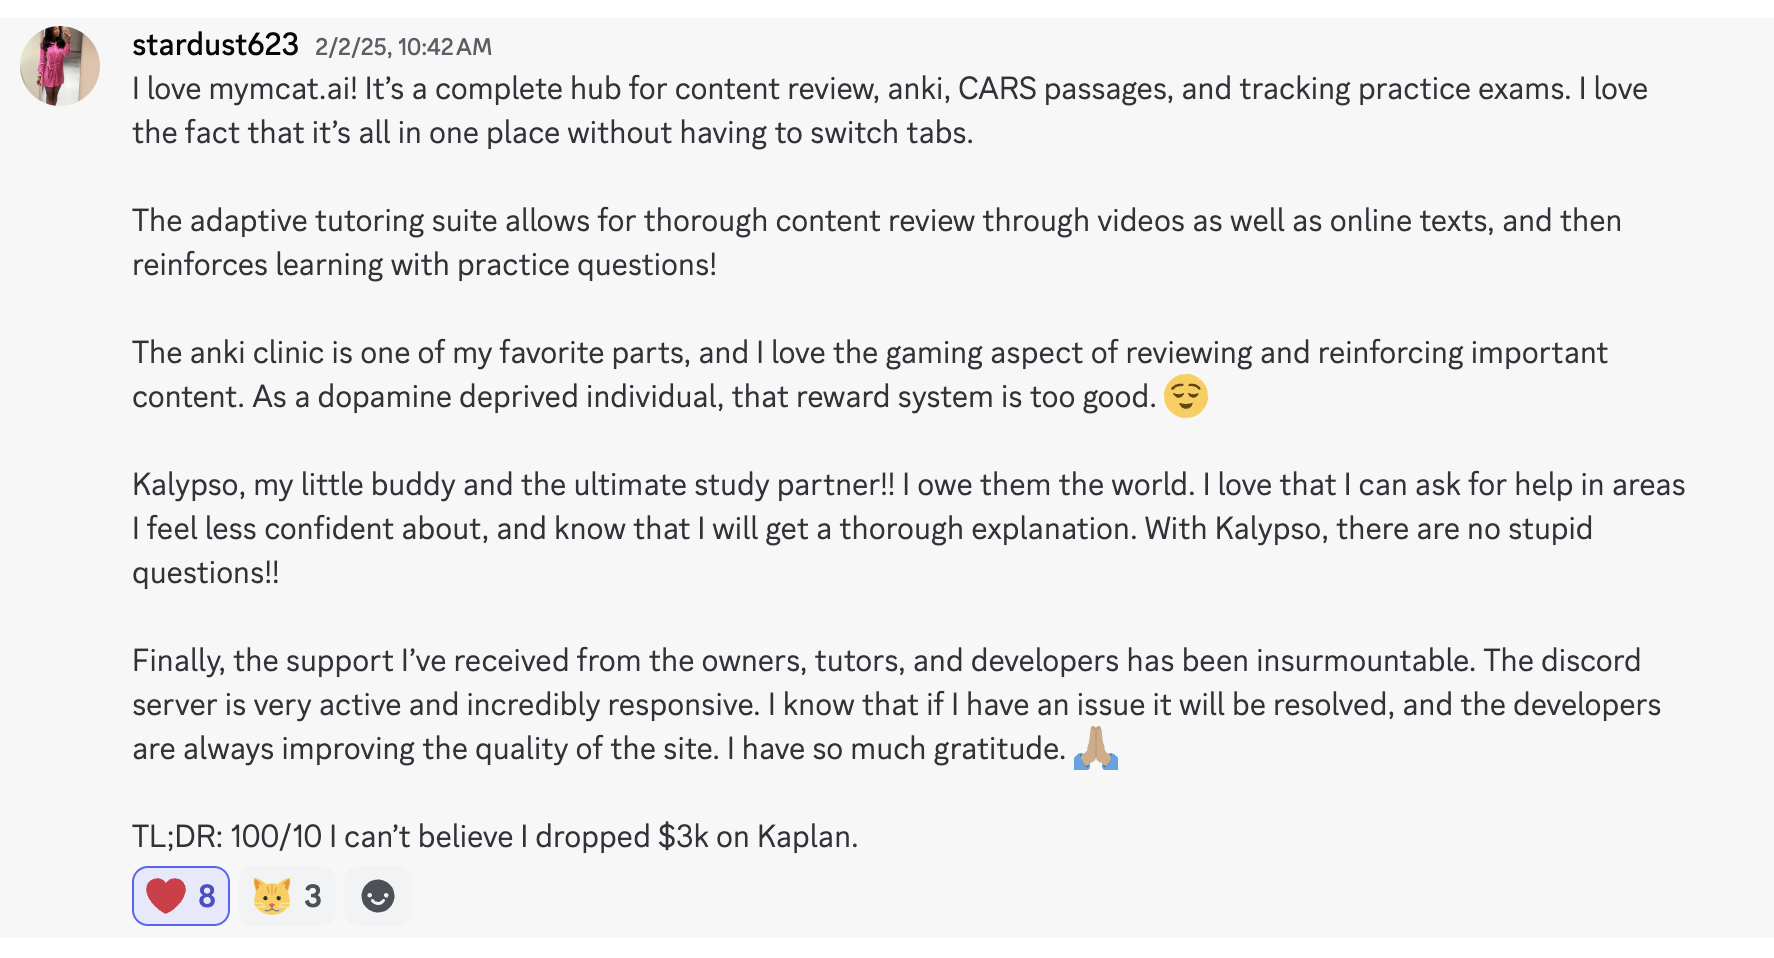 stardust623 2/2/25, 10:42 AM
I love mymcat.ai! It’s a complete hub for content review, anki, CARS passages, and tracking practice exams. I love
the fact that it’s all in one place without having to switch tabs.
The adaptive tutoring suite allows for thorough content review through videos as well as online texts, and then
reinforces learning with practice questions!
The anki clinic is one of my favorite parts, and I love the gaming aspect of reviewing and reinforcing important
content. As a dopamine deprived individual, that reward system is too good. 😌
Kalypso, my little buddy and the ultimate study partner!! I owe them the world. I love that I can ask for help in areas
I feel less confident about, and know that I will get a thorough explanation. With Kalypso, there are no stupid
questions!!
Finally, the support I’ve received from the owners, tutors, and developers has been insurmountable. The discord
server is very active and incredibly responsive. I know that if I have an issue it will be resolved, and the developers
are always improving the quality of the site. I have so much gratitude. 🙏🏽
TL;DR: 100/10 I can’t believe I dropped $3k on Kaplan.
❤️ 8 🐱 3